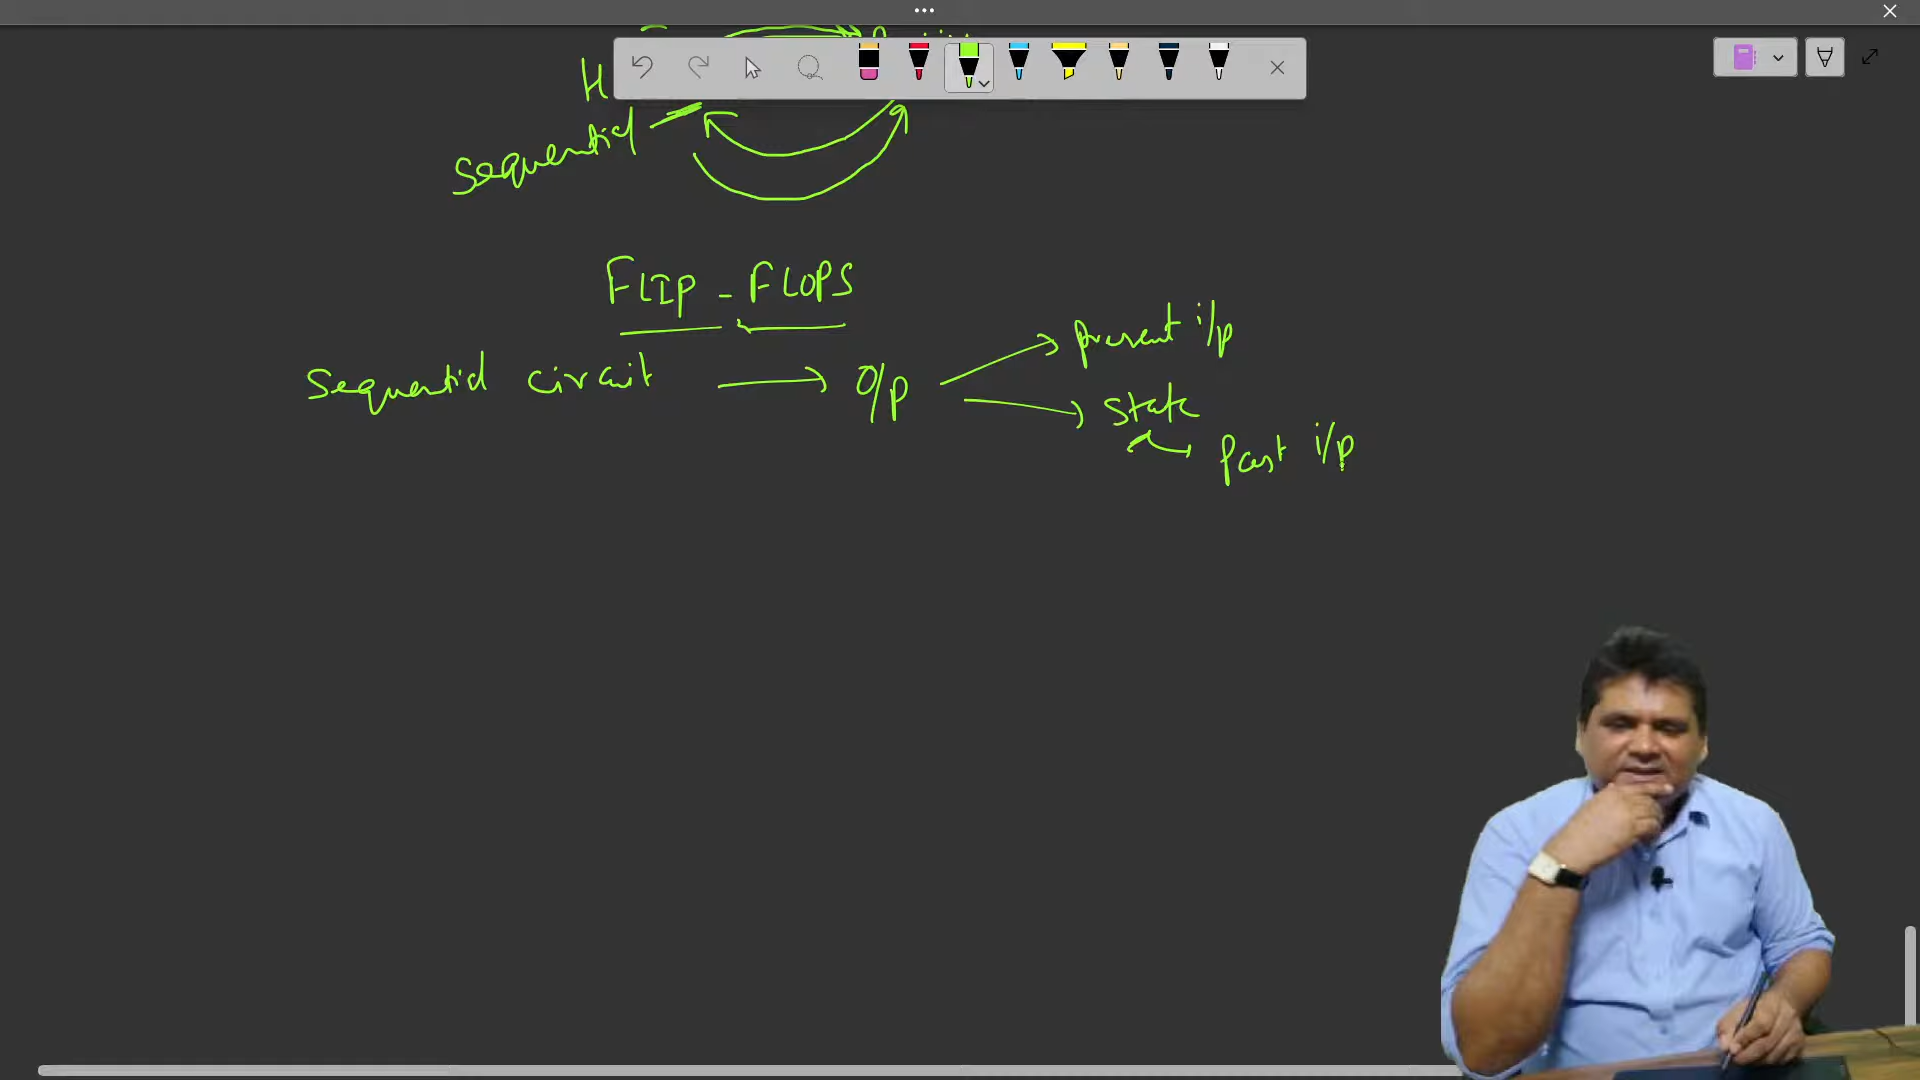 H
Sequential
FLIP - FLOPS
present i/p
Sequential circuit → O/p
State
Past i/p